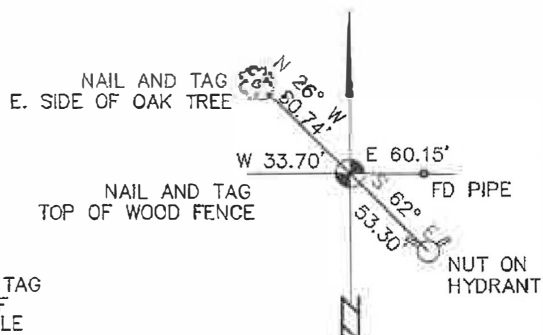 NAIL AND TAG
E. SIDE OF OAK TREE
N 26° W
60.74'
W 33.70'
E 60.15'
FD PIPE
NAIL AND TAG
TOP OF WOOD FENCE
S 62° E
53.30'
NUT ON
HYDRANT
TAG